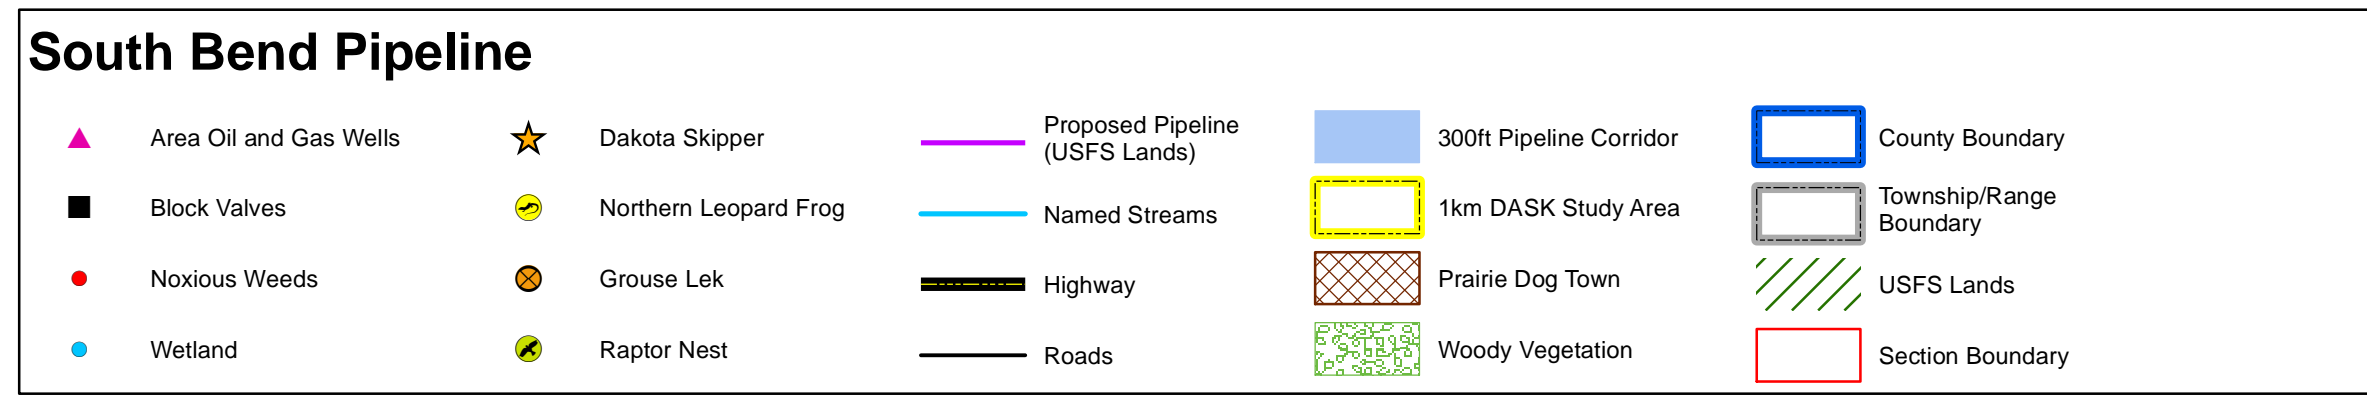 South Bend Pipeline
Area Oil and Gas Wells
Block Valves
Noxious Weeds
Wetland
Dakota Skipper
Northern Leopard Frog
Grouse Lek
Raptor Nest
Proposed Pipeline
(USFS Lands)
Named Streams
Highway
Roads
300ft Pipeline Corridor
1km DASK Study Area
Prairie Dog Town
Woody Vegetation
County Boundary
Township/Range
Boundary
USFS Lands
Section Boundary